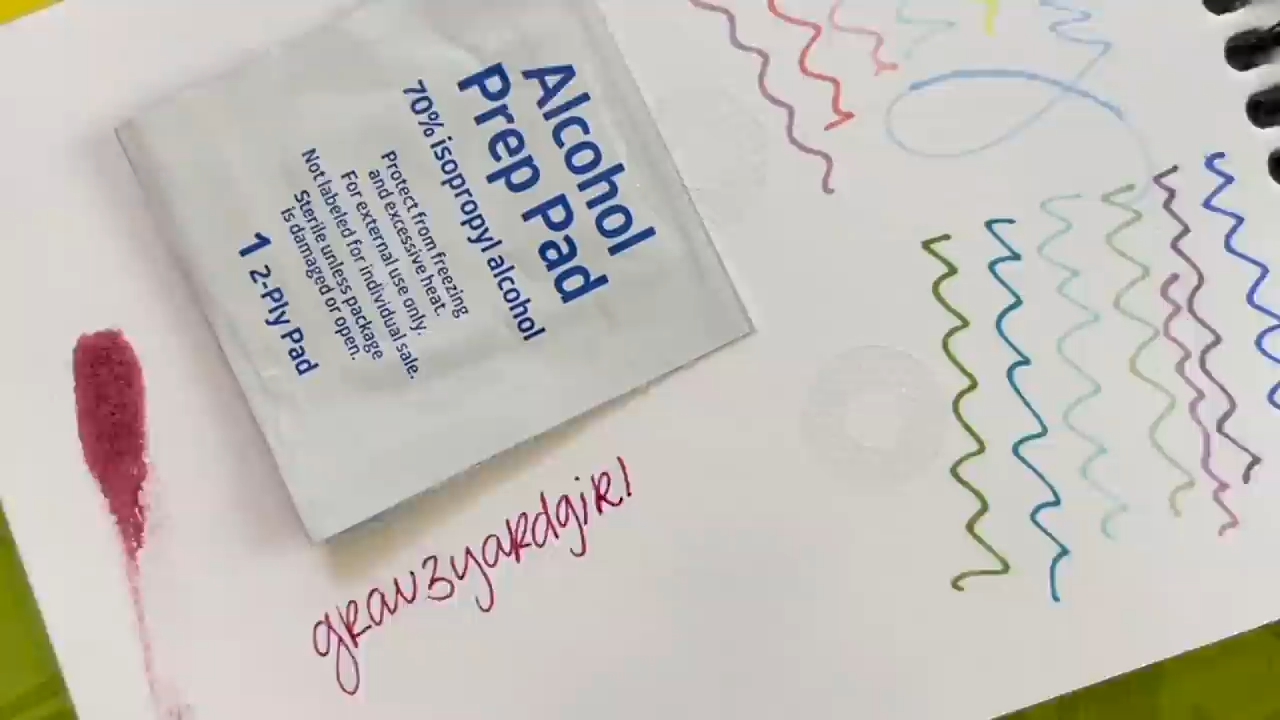 Alcohol
Prep Pad
70% isopropyl alcohol
Protect from freezing
and excessive heat.
For external use only.
Not labeled for individual sale.
Sterile unless package
is damaged or open.
1 2-Ply Pad
grav3yardgirl